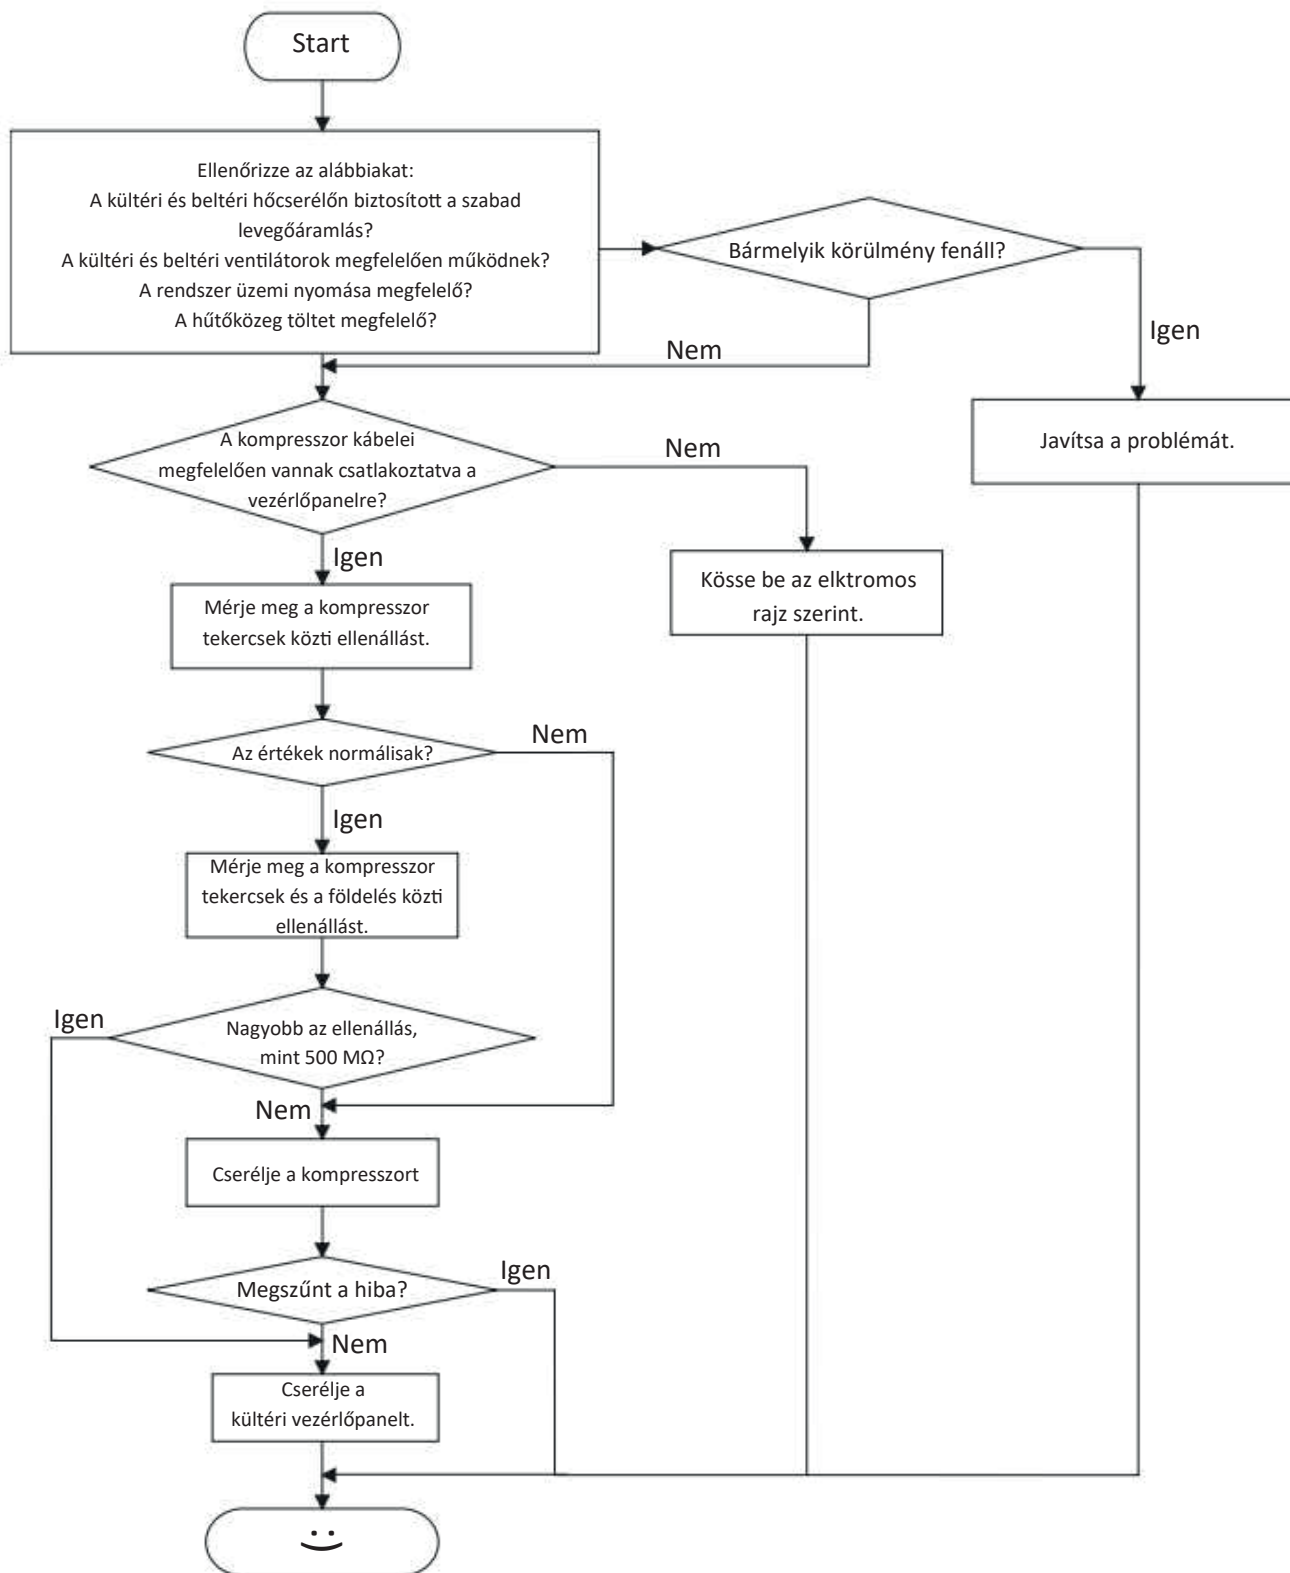 Start
Ellenőrizze az alábbiakat:
A kültéri és beltéri hőcserélőn biztosított a szabad
levegőáramlás?
A kültéri és beltéri ventilátorok megfelelően működnek?
A rendszer üzemi nyomása megfelelő?
A hűtőközeg töltet megfelelő?
Bármelyik körülmény fenáll?
Nem
Igen
Javítsa a problémát.
A kompresszor kábelei
megfelelően vannak csatlakoztatva a
vezérlőpanelre?
Nem
Igen
Kösse be az elktromos
rajz szerint.
Mérje meg a kompresszor
tekercsek közti ellenállást.
Az értékek normálisak?
Nem
Igen
Mérje meg a kompresszor
tekercsek és a földelés közti
ellenállást.
Igen
Nagyobb az ellenállás,
mint 500 MΩ?
Nem
Cserélje a kompresszort
Megszűnt a hiba?
Igen
Nem
Cserélje a
kültéri vezérlőpanelt.